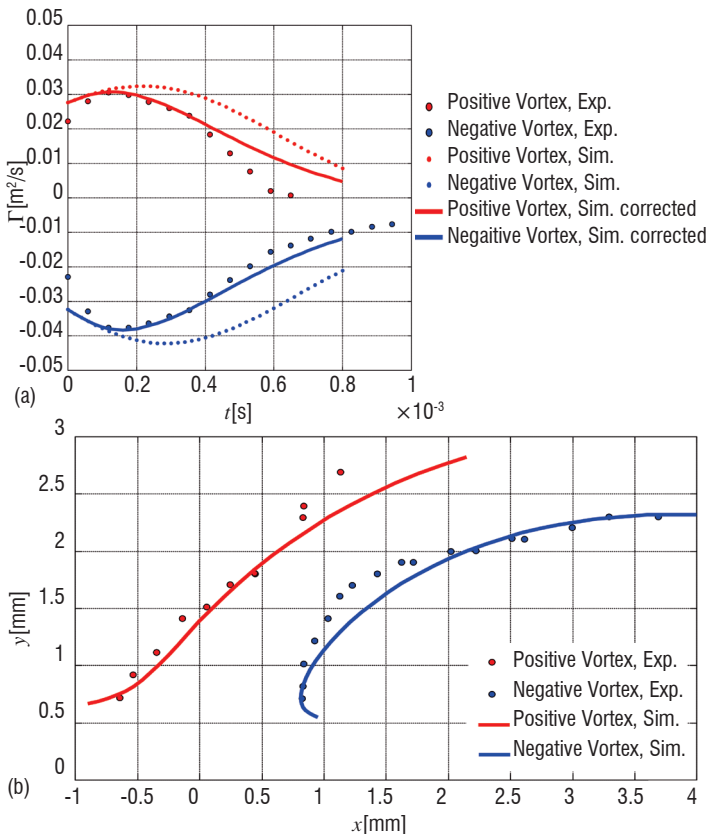 0.05
0.04
0.03
0.02
0.01
0
-0.01
-0.02
-0.03
-0.04
-0.05
Γ[m²/s]
0 0.2 0.4 0.6 0.8 1
t[s] ×10⁻³
(a)
Positive Vortex, Exp.
Negative Vortex, Exp.
Positive Vortex, Sim.
Negative Vortex, Sim.
Positive Vortex, Sim. corrected
Negaitive Vortex, Sim. corrected
3
2.5
2
1.5
1
0.5
0
y[mm]
Positive Vortex, Exp.
Negative Vortex, Exp.
Positive Vortex, Sim.
Negative Vortex, Sim.
(b)
-1 0.5 0 0.5 1 1.5 2 2.5 3 3.5 4
x[mm]